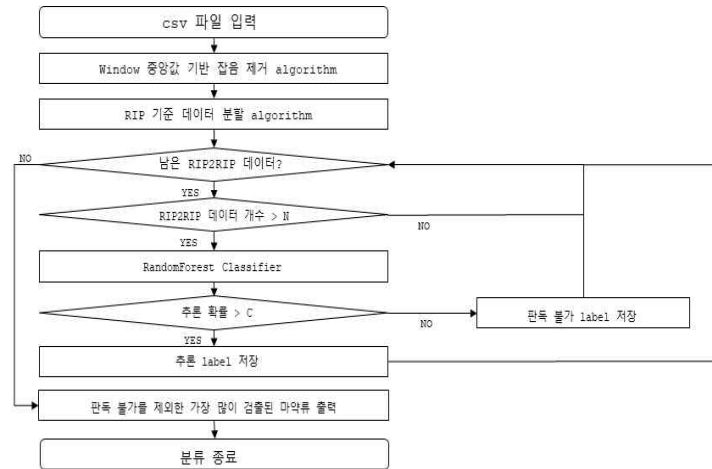 csv 파일 입력
Window 중앙값 기반 잡음 제거 algorithm
RIP 기준 데이터 분할 algorithm
NO
남은 RIP2RIP 데이터?
YES
RIP2RIP 데이터 개수 > N
NO
YES
RandomForest Classifier
추론 확률 > C
NO
판독 불가 label 저장
YES
추론 label 저장
판독 불가를 제외한 가장 많이 검출된 마약류 출력
분류 종료